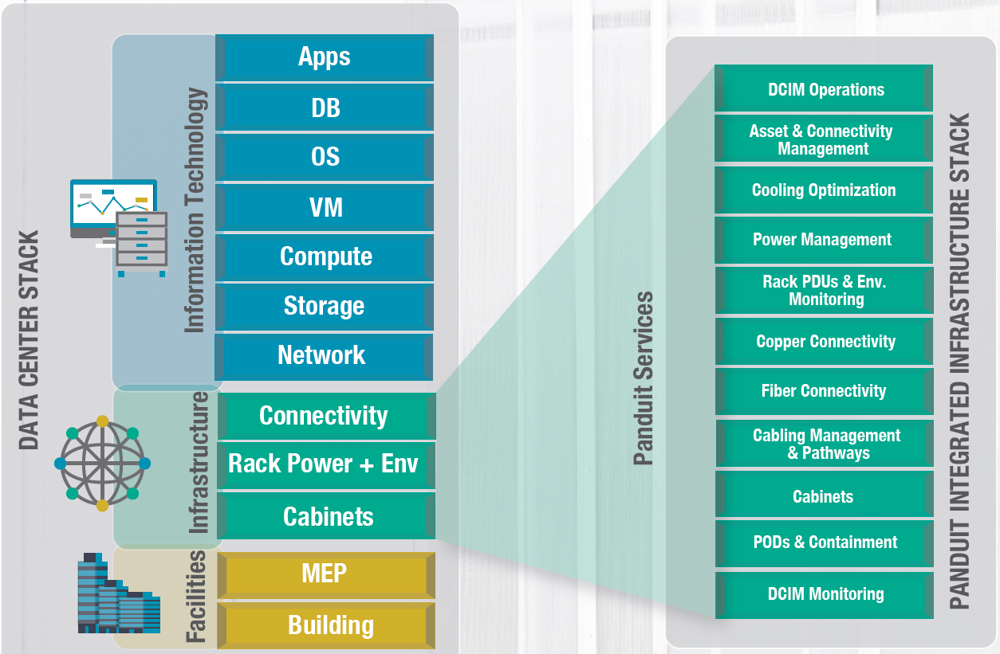 DATA CENTER STACK
Information Technology
Apps
DB
OS
VM
Compute
Storage
Network
Infrastructure
Connectivity
Rack Power + Env
Cabinets
Facilities
MEP
Building
Panduit Services
DCIM Operations
Asset & Connectivity
Management
Cooling Optimization
Power Management
Rack PDUs & Env.
Monitoring
Copper Connectivity
Fiber Connectivity
Cabling Management
& Pathways
Cabinets
PODs & Containment
DCIM Monitoring
PANDUIT INTEGRATED INFRASTRUCTURE STACK